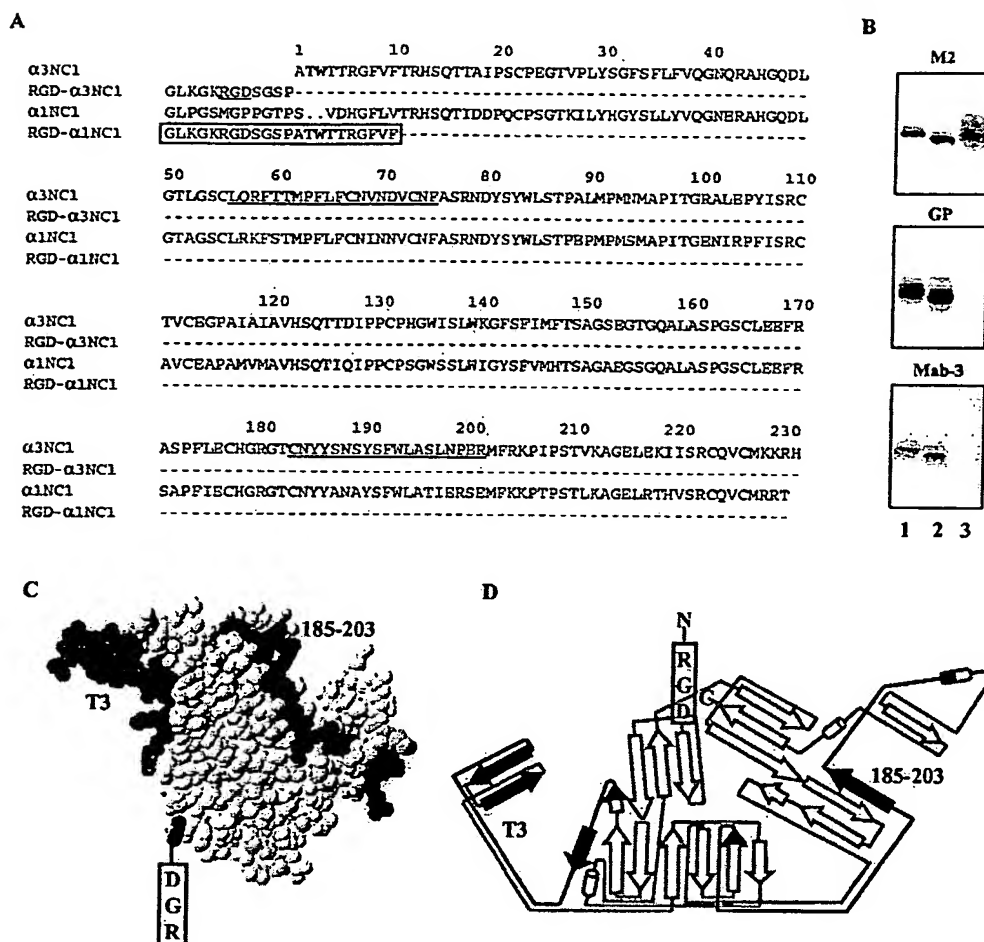 A
1 10 20 30 40
α3NC1 ATWTTRGFVFTRHSQTTAIPSCPEGTVPLYSGFSFLFVQGNQRAHGQDL
RGD-α3NC1 GLKGKRGDSGSP------------------------------------------------
α1NC1 GLPGSMGPPGTPS..VDHGFLVTRHSQTIDDPQCPSGTKILYHGYSLLYVQGNERAHGQDL
RGD-α1NC1 GLKGKRGDSGSPATWTTRGFVF---------------------------------------
50 60 70 80 90 100 110
α3NC1 GTLGSCLQRFTTMPFLFCNVNDVCNFASRNDYSYWLSTPALMPMNMAPITGRALEPYISRC
RGD-α3NC1 -------------------------------------------------------------
α1NC1 GTAGSCLRKFSTMPFLFCNINNVCNFASRNDYSYWLSTPEPMPMSMAPITGENIRPFISRC
RGD-α1NC1 -------------------------------------------------------------
120 130 140 150 160 170
α3NC1 TVCEGPAIAIAVHSQTTDIPPCPHGWISLWKGFSFIMFTSAGSEGTGQALASPGSCLEEFR
RGD-α3NC1 -------------------------------------------------------------
α1NC1 AVCEAPAMVMAVHSQTIQIPPCPSGWSSLWIGYSFVMHTSAGAEGSGQALASPGSCLEEFR
RGD-α1NC1 -------------------------------------------------------------
180 190 200 210 220 230
α3NC1 ASPFLECHGRGTCNYYSNSYSFWLASLNPERMFRKPIPSTVKAGELEKIISRCQVCMKKRH
RGD-α3NC1 -------------------------------------------------------------
α1NC1 SAPFIECHGRGTCNYYANAYSFWLATIERSEMFKKPTPSTLKAGELRTHVSRCQVCMRRT
RGD-α1NC1 ------------------------------------------------------------
B
M2
GP
Mab-3
1 2 3
C
185-203
T3
D
G
R
D
N
R
G
D
C
185-203
T3